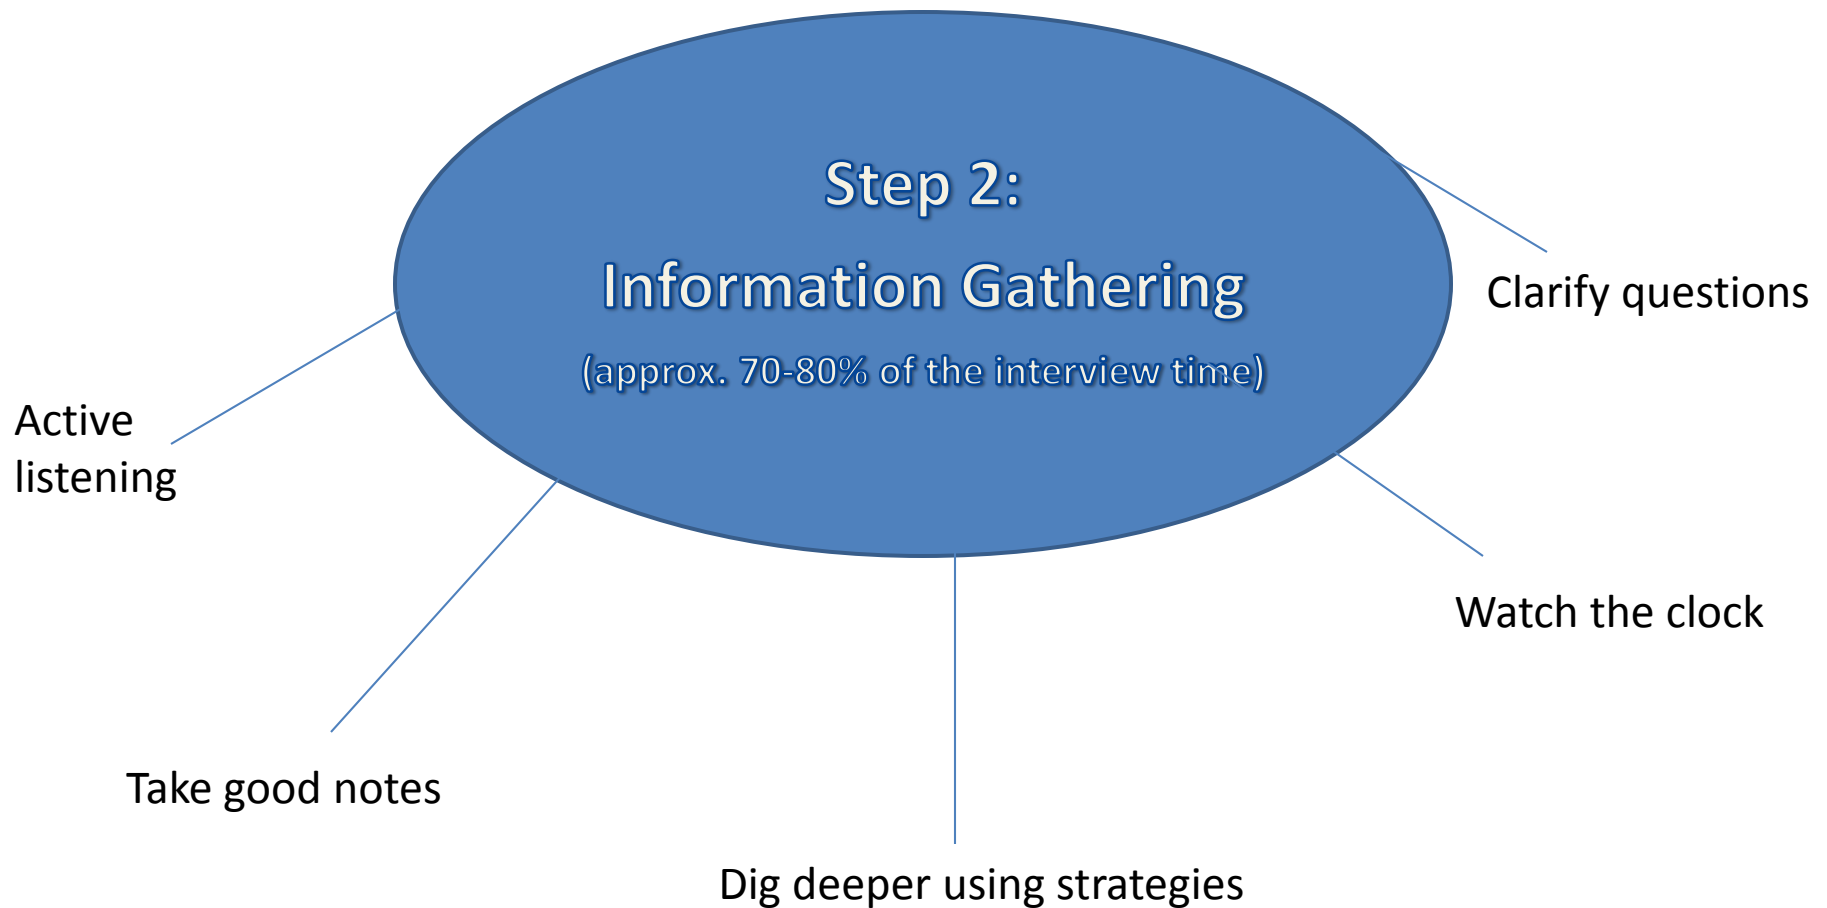 Step 2:
Information Gathering
(approx. 70-80% of the interview time)
Clarify questions
Active
listening
Watch the clock
Take good notes
Dig deeper using strategies